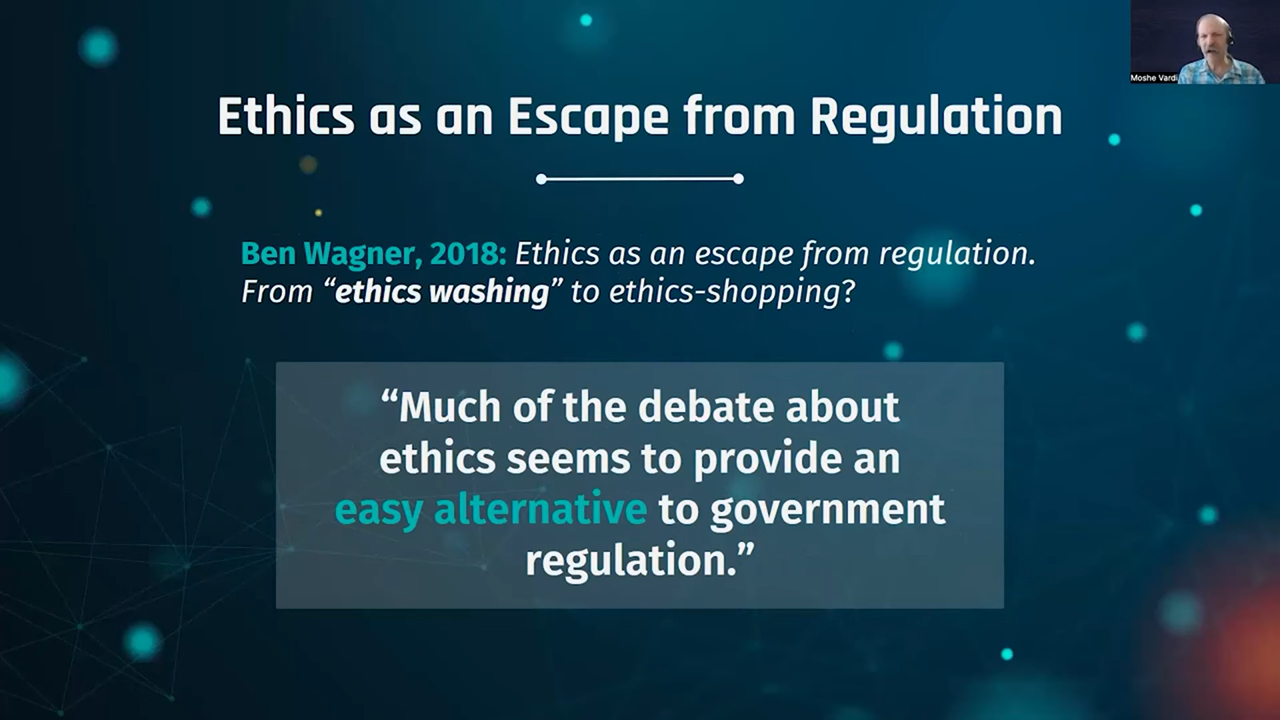 Moshe Vardi
Ethics as an Escape from Regulation
Ben Wagner, 2018: Ethics as an escape from regulation.
From “ethics washing” to ethics-shopping?
“Much of the debate about
ethics seems to provide an
easy alternative to government
regulation.”